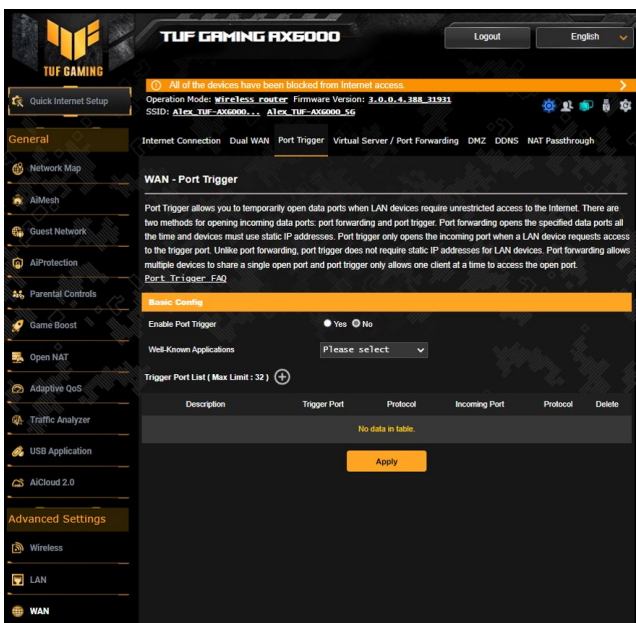 TUF GAMING
TUF GAMING AX6000
Logout
English
All of the devices have been blocked from Internet access.
Quick Internet Setup
Operation Mode: Wireless router Firmware Version: 3.0.0.4.388_31931
SSID: Alex_TUF-AX6000... Alex_TUF-AX6000_5G
General
Internet Connection Dual WAN Port Trigger Virtual Server / Port Forwarding DMZ DDNS NAT Passthrough
Network Map
AiMesh
Guest Network
AiProtection
Parental Controls
Game Boost
Open NAT
Adaptive QoS
Traffic Analyzer
USB Application
AiCloud 2.0
Advanced Settings
Wireless
LAN
WAN
WAN - Port Trigger
Port Trigger allows you to temporarily open data ports when LAN devices require unrestricted access to the Internet. There are
two methods for opening incoming data ports: port forwarding and port trigger. Port forwarding opens the specified data ports all
the time and devices must use static IP addresses. Port trigger only opens the incoming port when a LAN device requests access
to the trigger port. Unlike port forwarding, port trigger does not require static IP addresses for LAN devices. Port forwarding allows
multiple devices to share a single open port and port trigger only allows one client at a time to access the open port.
Port Trigger FAQ
Basic Config
Enable Port Trigger Yes No
Well-Known Applications Please select
Trigger Port List ( Max Limit : 32 )
Description Trigger Port Protocol Incoming Port Protocol Delete
No data in table.
Apply